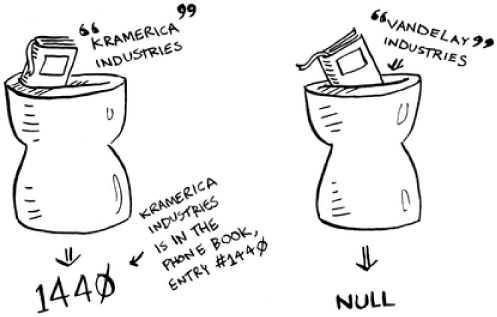 “KRAMERICA
INDUSTRIES”
“VANDELAY
INDUSTRIES”
KRAMERICA
INDUSTRIES
IS IN THE
PHONE BOOK,
ENTRY #1440
1440
NULL